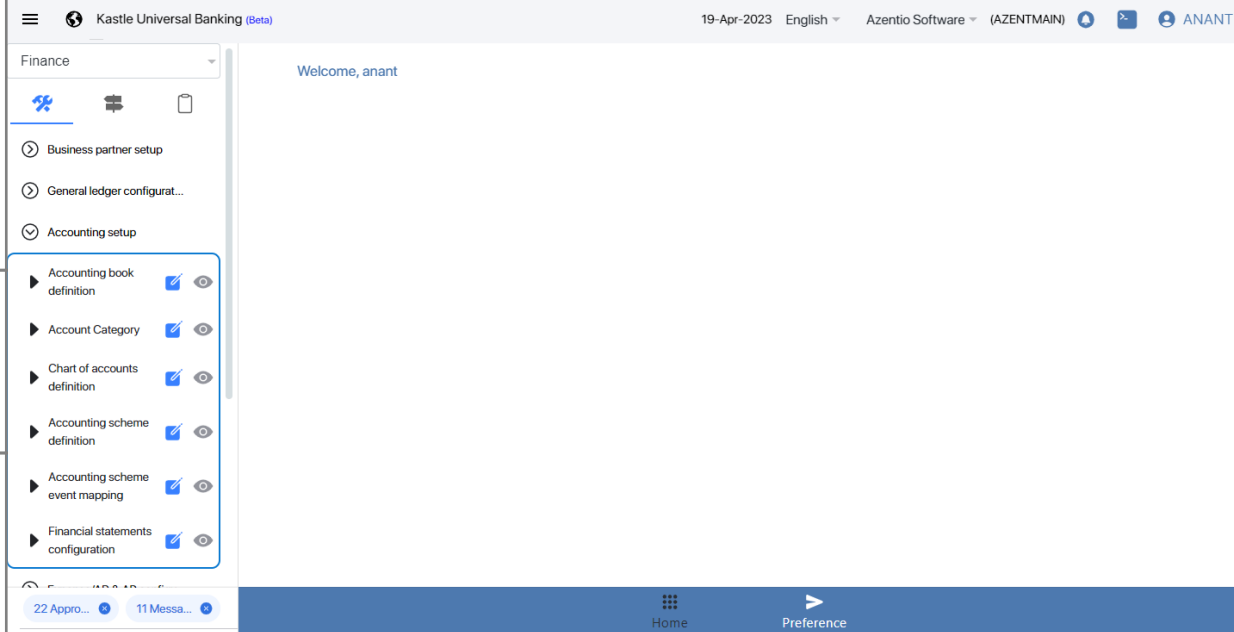 Kastle Universal Banking (Beta)
19-Apr-2023 English Azentio Software (AZENTMAIN) ANANT
Finance
Welcome, anant
Business partner setup
General ledger configurat...
Accounting setup
Accounting book
definition
Account Category
Chart of accounts
definition
Accounting scheme
definition
Accounting scheme
event mapping
Financial statements
configuration
22 Appro...
11 Messa...
Home
Preference